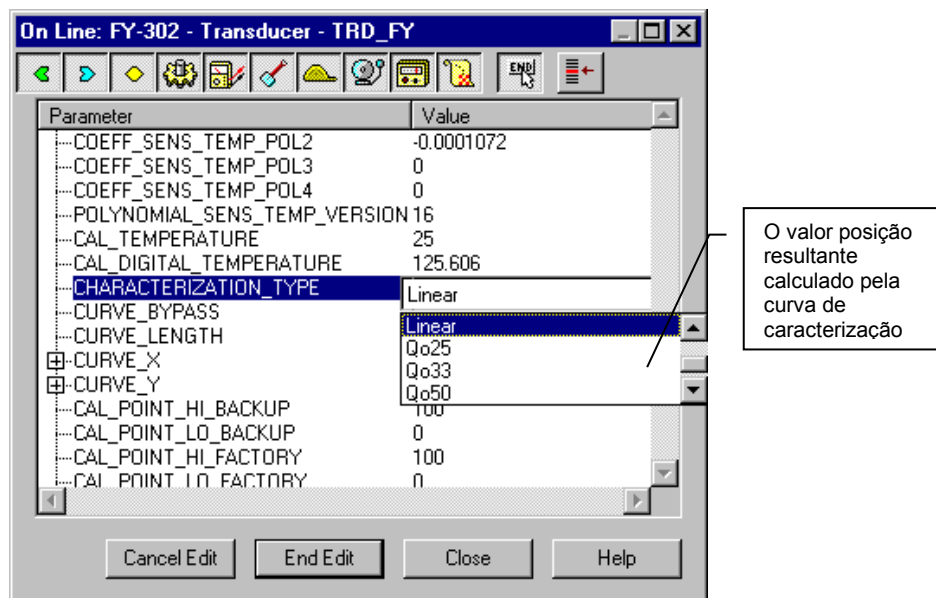 On Line: FY-302 - Transducer - TRD_FY
END
Parameter Value
COEFF_SENS_TEMP_POL2 -0.0001072
COEFF_SENS_TEMP_POL3 0
COEFF_SENS_TEMP_POL4 0
POLYNOMIAL_SENS_TEMP_VERSION 16
CAL_TEMPERATURE 25
CAL_DIGITAL_TEMPERATURE 125.606
CHARACTERIZATION_TYPE Linear
CURVE_BYPASS Linear
CURVE_LENGTH Qo25
CURVE_X Qo33
CURVE_Y Qo50
CAL_POINT_HI_BACKUP 100
CAL_POINT_LO_BACKUP 0
CAL_POINT_HI_FACTORY 100
CAL_POINT_LO_FACTORY 0
Cancel Edit End Edit Close Help
O valor posição
resultante
calculado pela
curva de
caracterização